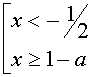 [x < - 1/2
x ≥ 1 - a